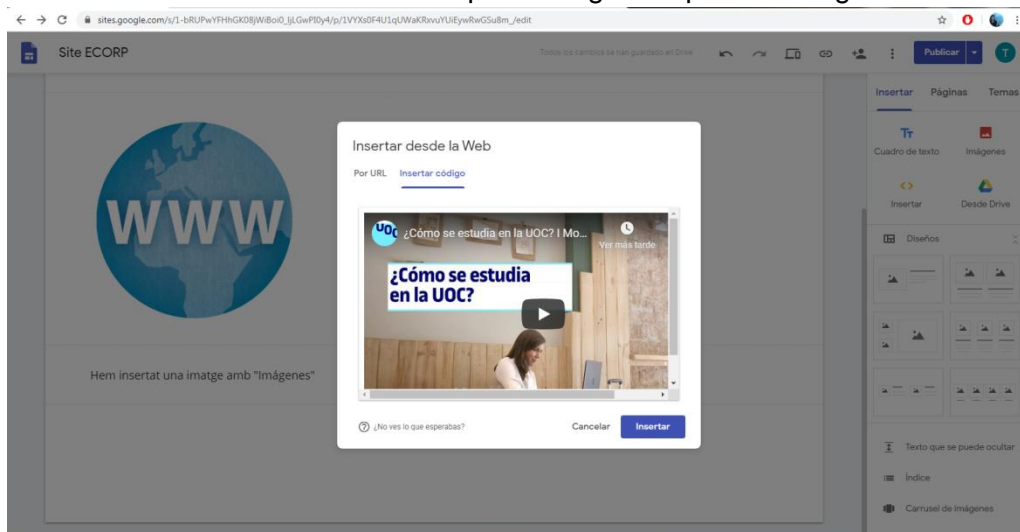 sites.google.com/s/1-bRUPwYFHhGK08JWiBoi0_ljLGwPI0y4/p/1VYXs0F4U1qUWaKRxvuYUiEywRwGSu8m_/edit
Site ECORP
Todos los cambios se han guardado en Drive
Publicar
T
Insertar Páginas Temas
Cuadro de texto Imágenes
Insertar Desde Drive
Diseños
Texto que se puede ocultar
Índice
Carrusel de imágenes
WWW
Hem insertat una imatge amb "Imágenes"
Insertar desde la Web
Por URL Insertar código
UOC ¿Cómo se estudia en la UOC? I Mo...
Ver más tarde
¿Cómo se estudia
en la UOC?
¿No ves lo que esperabas?
Cancelar Insertar